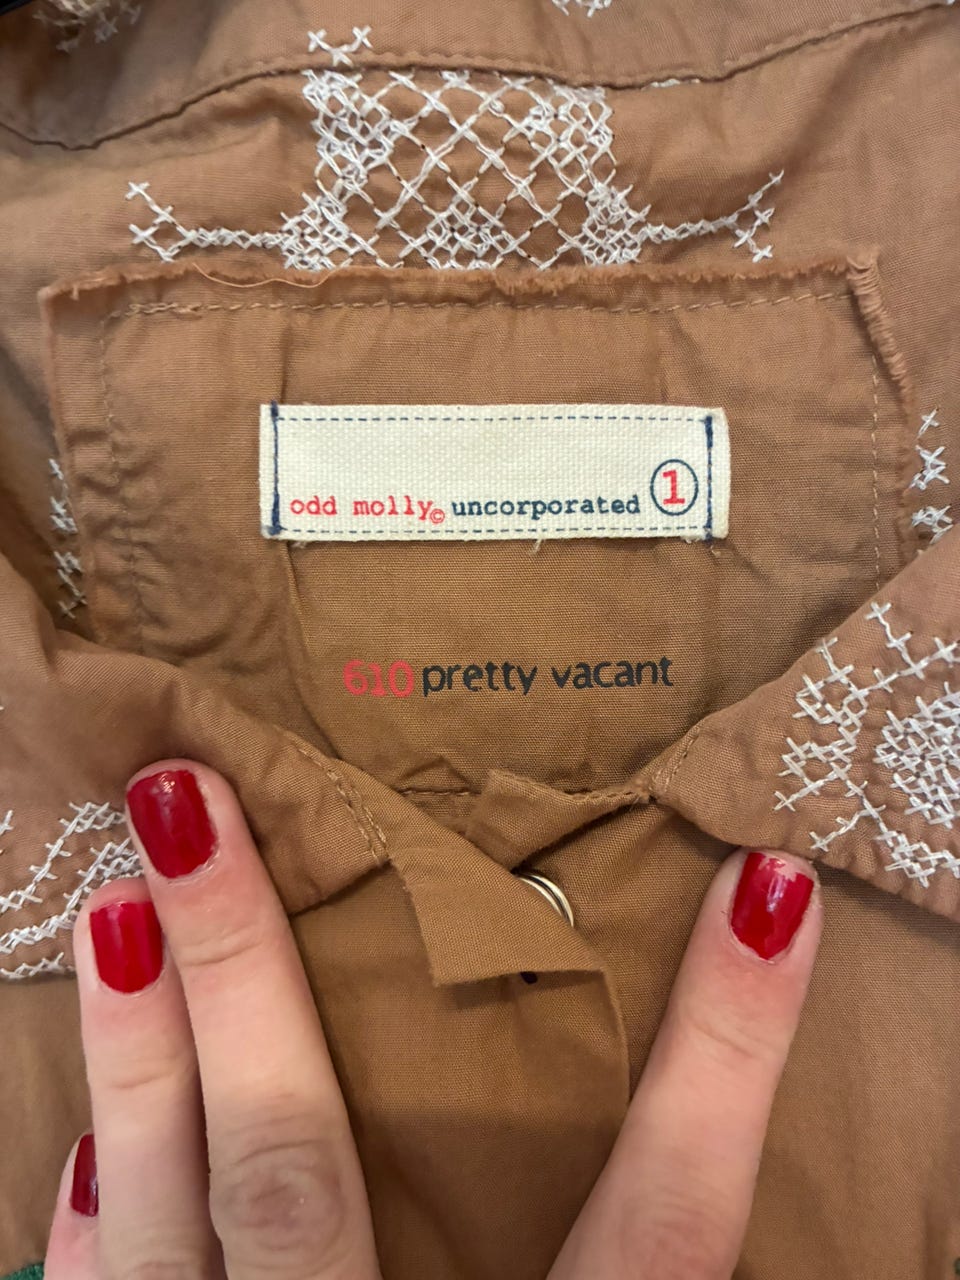 odd molly© uncorporated 1
610 pretty vacant